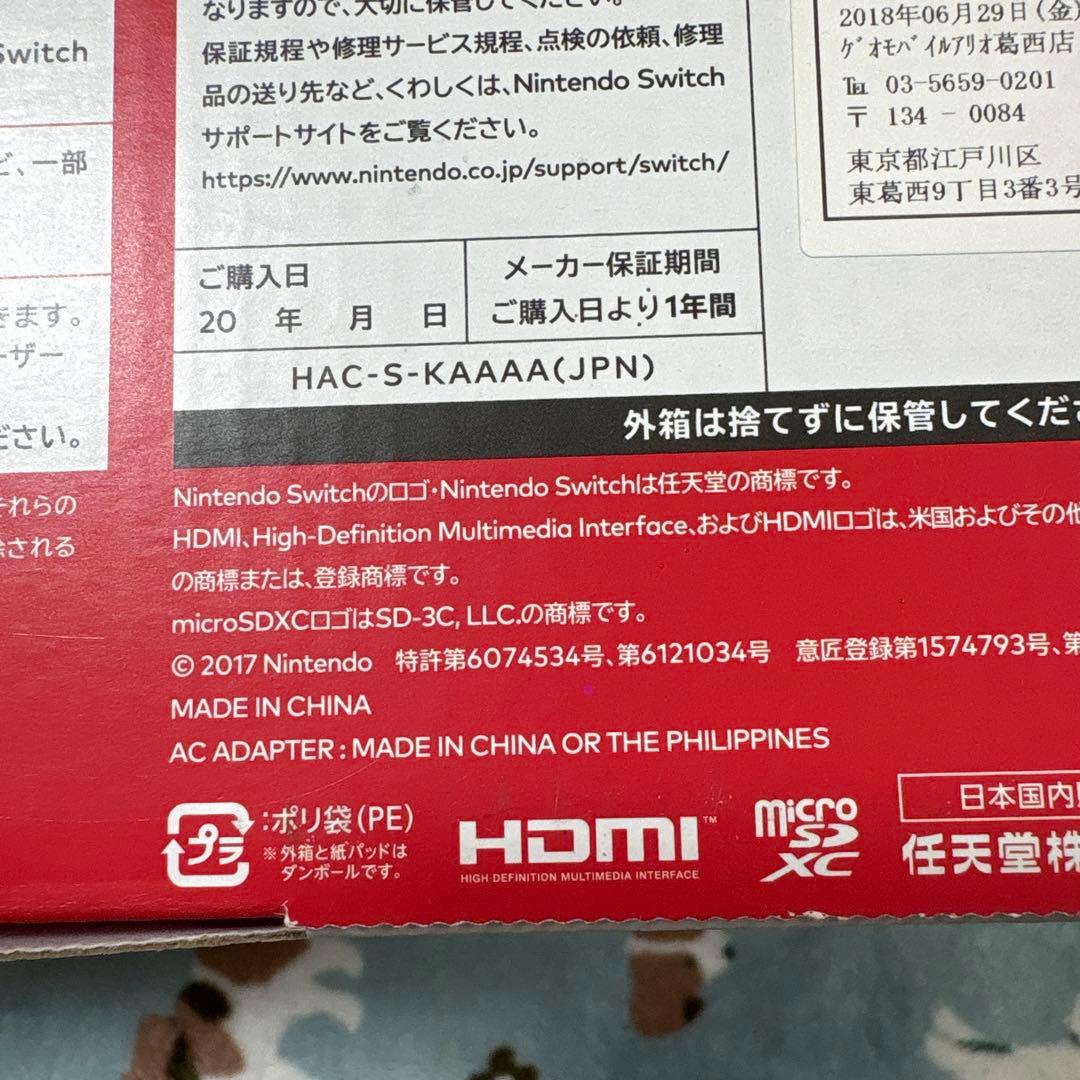 Switch
ど、一部
きます。
ーザー
ださい。
それらの
除される
なりますので、大切に保管してください。
保証規程や修理サービス規程、点検の依頼、修理
品の送り先など、くわしくは、Nintendo Switch
サポートサイトをご覧ください。
https://www.nintendo.co.jp/support/switch/
2018年06月29日(金)
ゲオモバイルアリオ葛西店
℡ 03-5659-0201
〒 134 - 0084
東京都江戸川区
東葛西9丁目3番3号
ご購入日
20 年 月 日
メーカー保証期間
ご購入日より1年間
HAC-S-KAAAA(JPN)
外箱は捨てずに保管してくださ
Nintendo Switchのロゴ・Nintendo Switchは任天堂の商標です。
HDMI、High-Definition Multimedia Interface、およびHDMIロゴは、米国およびその他
の商標または、登録商標です。
microSDXCロゴはSD-3C, LLC.の商標です。
© 2017 Nintendo 特許第6074534号、第6121034号 意匠登録第1574793号、第
MADE IN CHINA
AC ADAPTER : MADE IN CHINA OR THE PHILIPPINES
プラ
:ポリ袋(PE)
※外箱と紙パッドは
ダンボールです。
HDMI™
HIGH-DEFINITION MULTIMEDIA INTERFACE
micro
SD
XC
日本国内
任天堂株